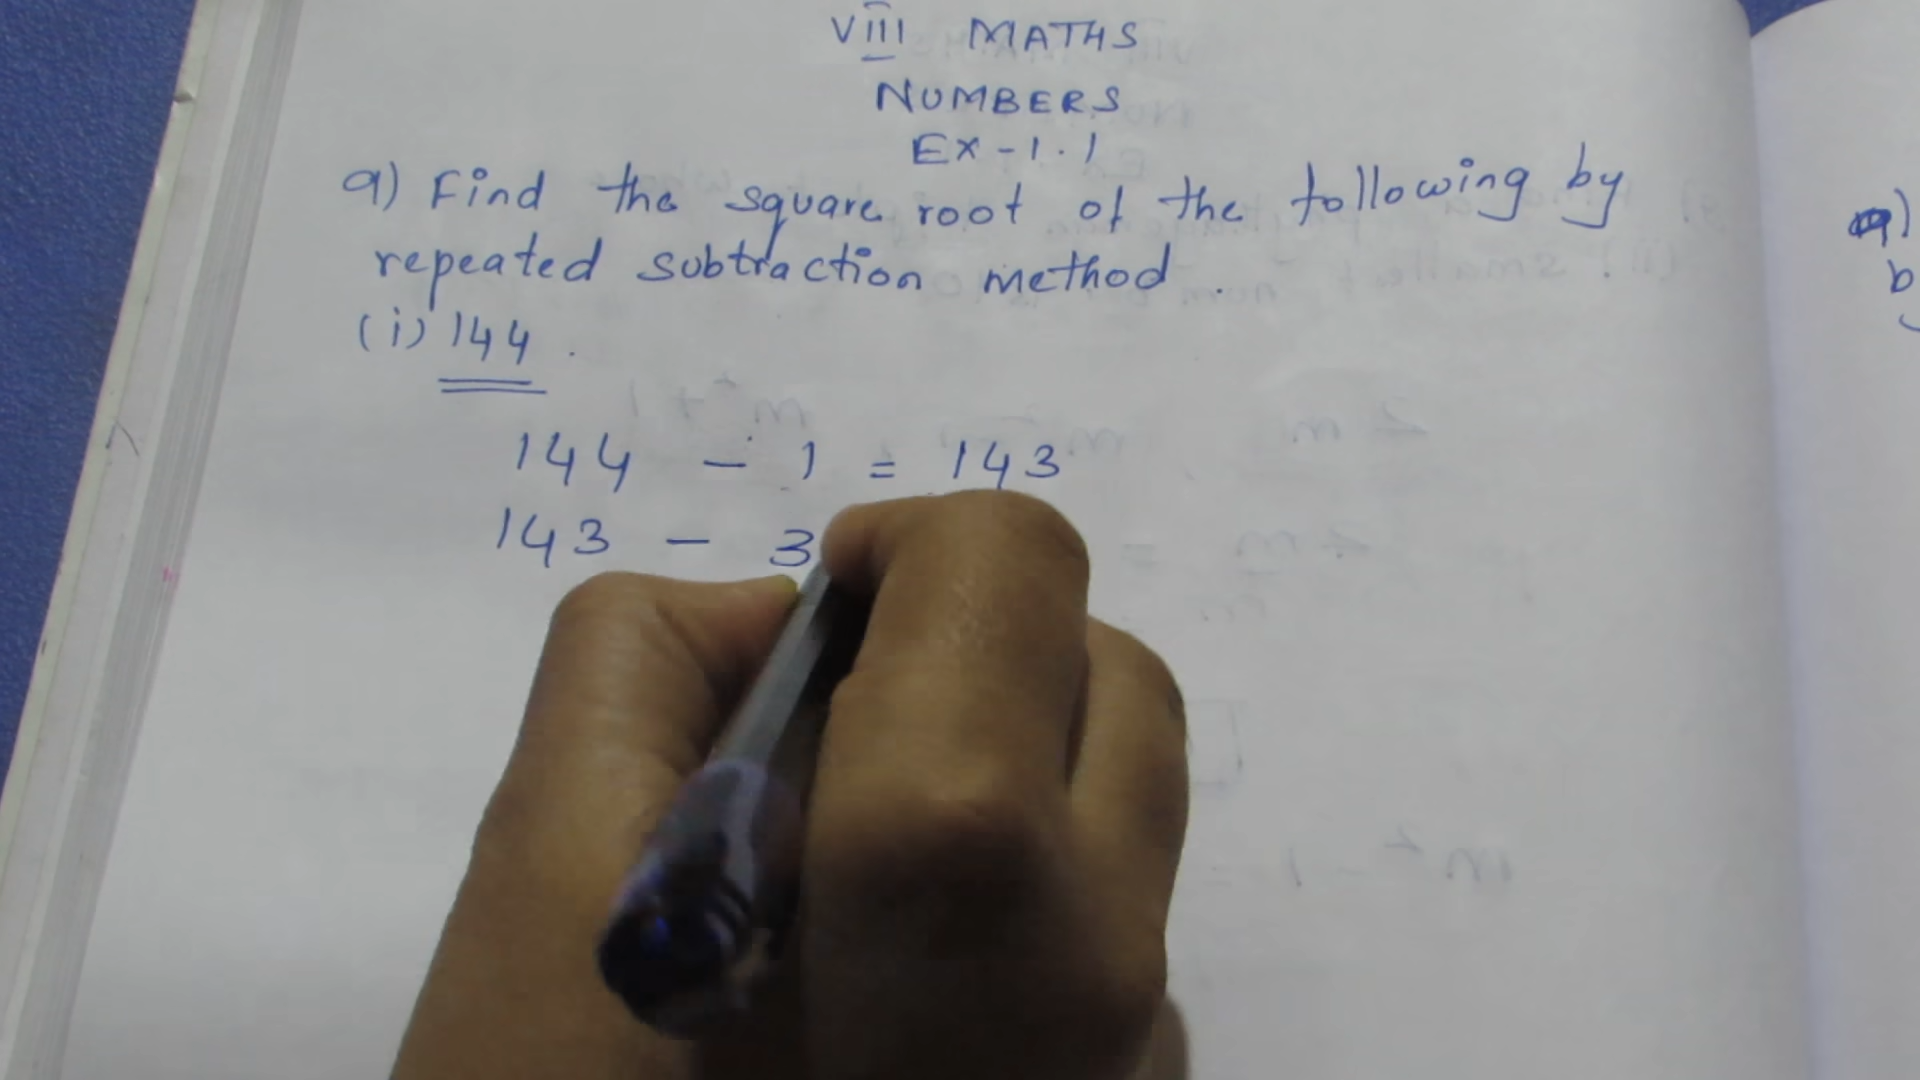 VIII MATHS
NUMBERS
EX-1.1
9) Find the square root of the following by
repeated subtraction method.
(i) 144.
144 - 1 = 143
143 - 3